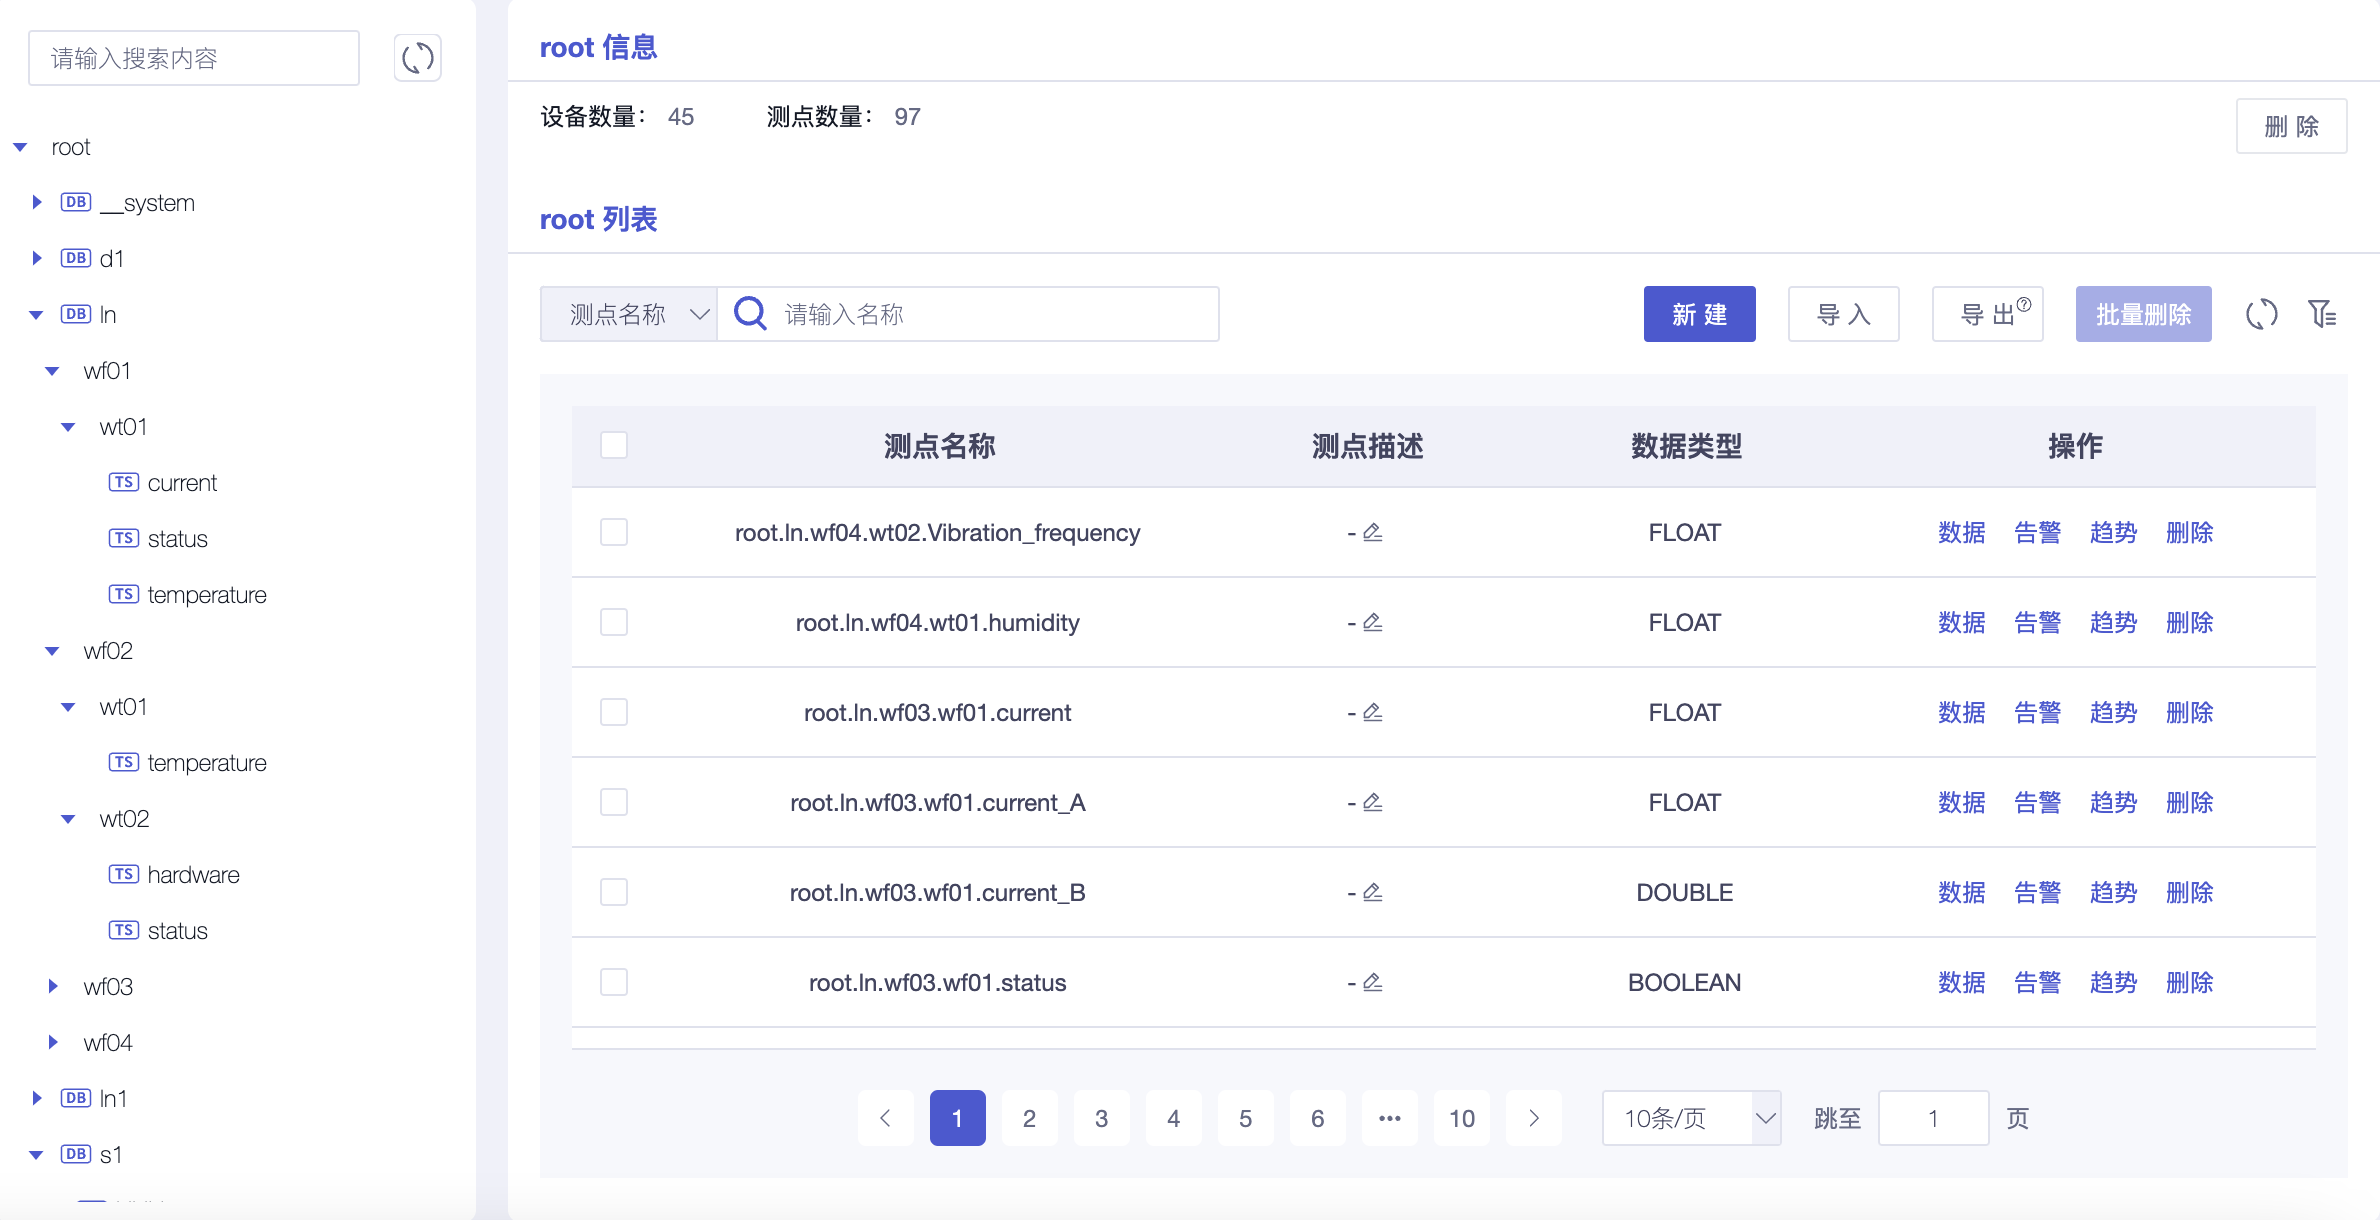 请输入搜索内容
root
DB __system
DB d1
DB ln
wf01
wt01
TS current
TS status
TS temperature
wf02
wt01
TS temperature
wt02
TS hardware
TS status
wf03
wf04
DB ln1
DB s1
root 信息
设备数量： 45 测点数量： 97
删 除
root 列表
测点名称 请输入名称 新 建 导 入 导 出 批量删除
测点名称 测点描述 数据类型 操作
root.ln.wf04.wt02.Vibration_frequency - FLOAT 数据 告警 趋势 删除
root.ln.wf04.wt01.humidity - FLOAT 数据 告警 趋势 删除
root.ln.wf03.wf01.current - FLOAT 数据 告警 趋势 删除
root.ln.wf03.wf01.current_A - FLOAT 数据 告警 趋势 删除
root.ln.wf03.wf01.current_B - DOUBLE 数据 告警 趋势 删除
root.ln.wf03.wf01.status - BOOLEAN 数据 告警 趋势 删除
1 2 3 4 5 6 ••• 10 10条/页 跳至 1 页